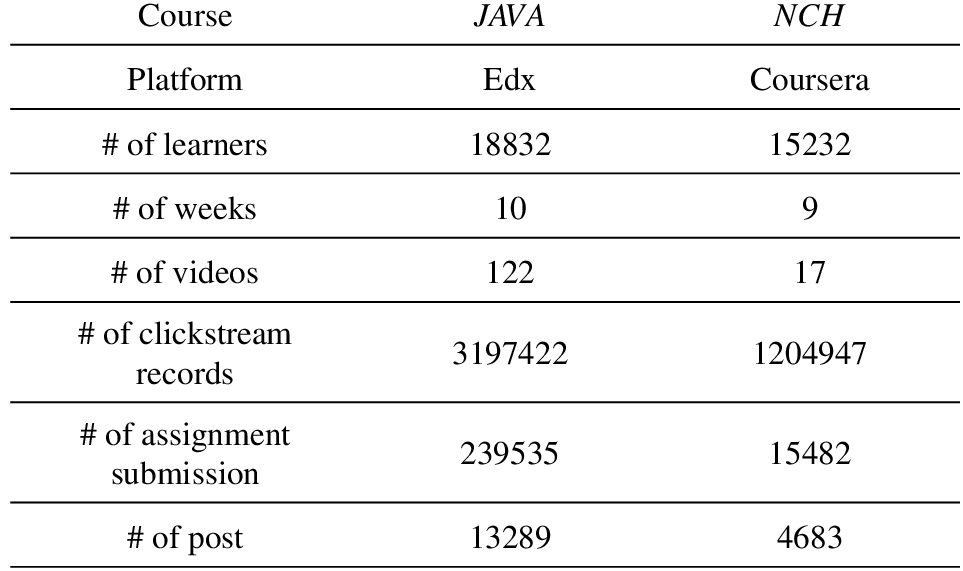 Course JAVA NCH
Platform Edx Coursera
# of learners 18832 15232
# of weeks 10 9
# of videos 122 17
# of clickstream
records 3197422 1204947
# of assignment
submission 239535 15482
# of post 13289 4683